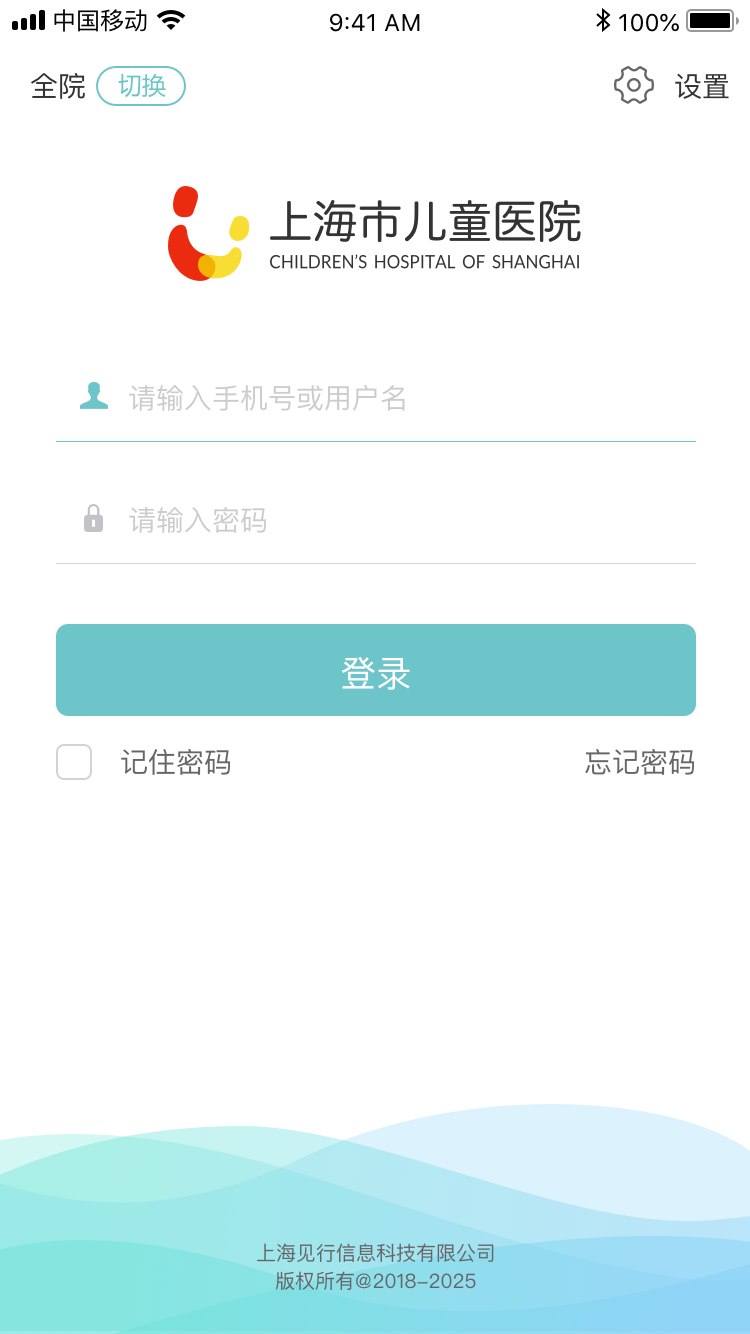 中国移动 9:41 AM 100%
全院 切换 设置
上海市儿童医院
CHILDREN'S HOSPITAL OF SHANGHAI
请输入手机号或用户名
请输入密码
登录
记住密码 忘记密码
上海见行信息科技有限公司
版权所有@2018-2025